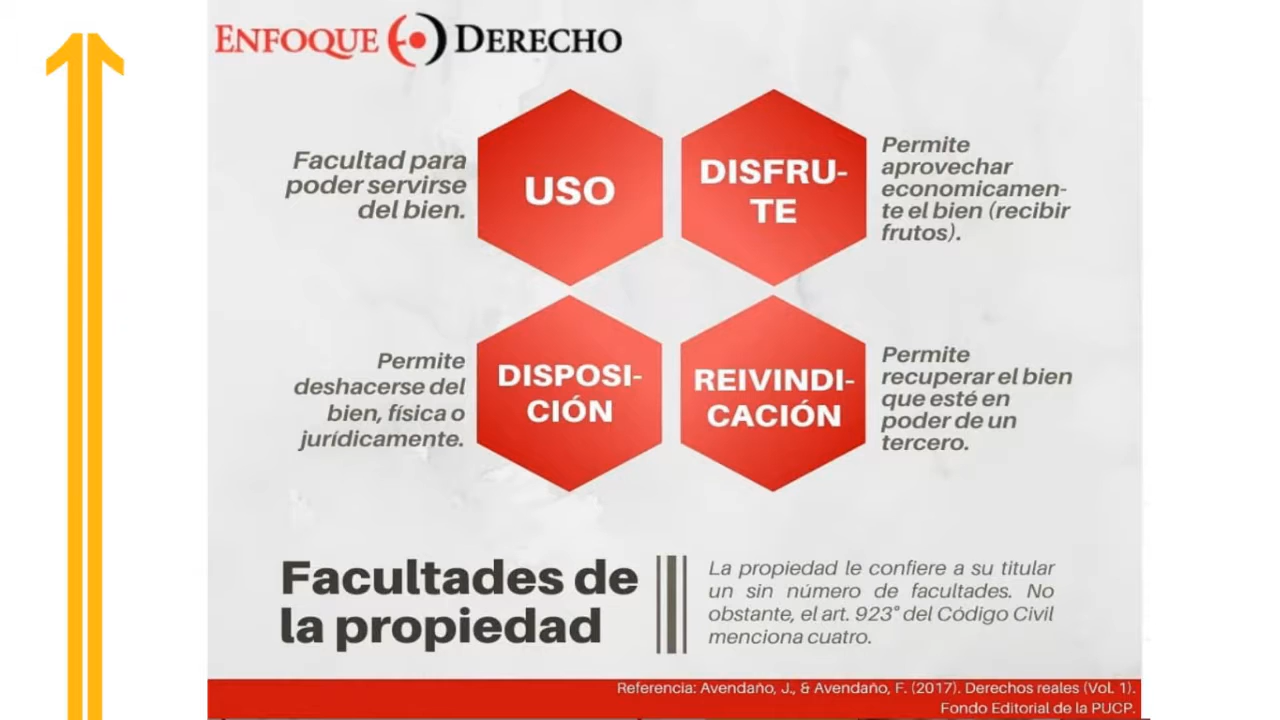 ENFOQUE DERECHO
Facultad para
poder servirse
del bien.
USO
DISFRU-
TE
Permite
aprovechar
economicamen-
te el bien (recibir
frutos).
Permite
deshacerse del
bien, física o
jurídicamente.
DISPOSI-
CIÓN
REIVINDI-
CACIÓN
Permite
recuperar el bien
que esté en
poder de un
tercero.
Facultades de
la propiedad
La propiedad le confiere a su titular
un sin número de facultades. No
obstante, el art. 923° del Código Civil
menciona cuatro.
Referencia: Avendaño, J., & Avendaño, F. (2017). Derechos reales (Vol. 1).
Fondo Editorial de la PUCP.